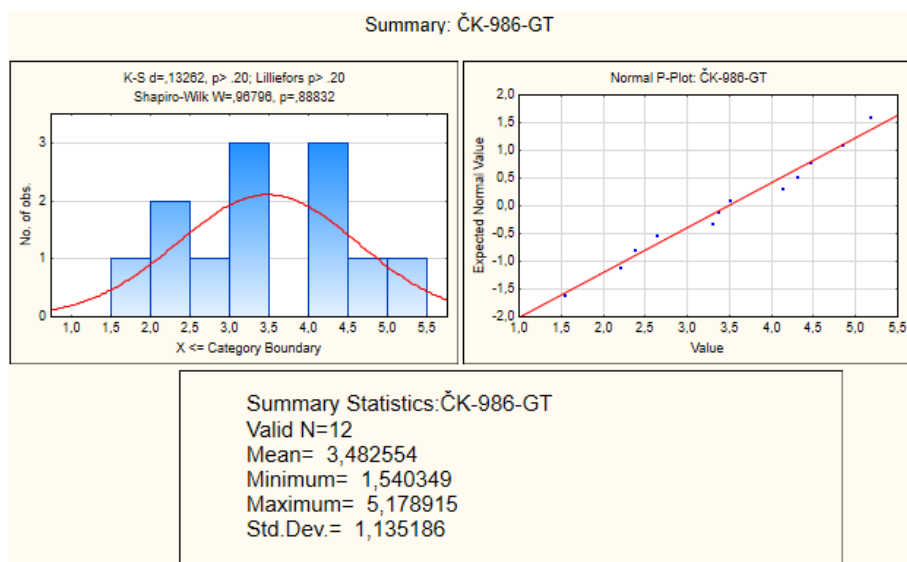 Summary: ČK-986-GT
K-S d=,13262, p> .20; Lilliefors p> .20
Shapiro-Wilk W=,96796, p=,88832
3
2
1
0
No. of obs.
1,0 1,5 2,0 2,5 3,0 3,5 4,0 4,5 5,0 5,5
X <= Category Boundary
Normal P-Plot: ČK-986-GT
2,0
1,5
1,0
0,5
0,0
-0,5
-1,0
-1,5
-2,0
Expected Normal Value
1,0 1,5 2,0 2,5 3,0 3,5 4,0 4,5 5,0 5,5
Value
Summary Statistics:ČK-986-GT
Valid N=12
Mean= 3,482554
Minimum= 1,540349
Maximum= 5,178915
Std.Dev.= 1,135186